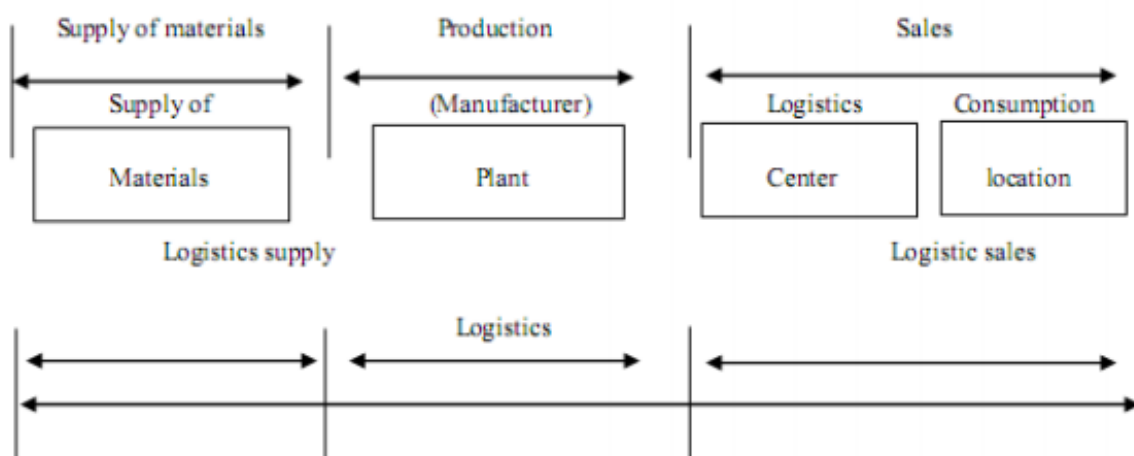 Supply of materials Production Sales
Supply of (Manufacturer) Logistics Consumption
Materials Plant Center location
Logistics supply Logistic sales
Logistics